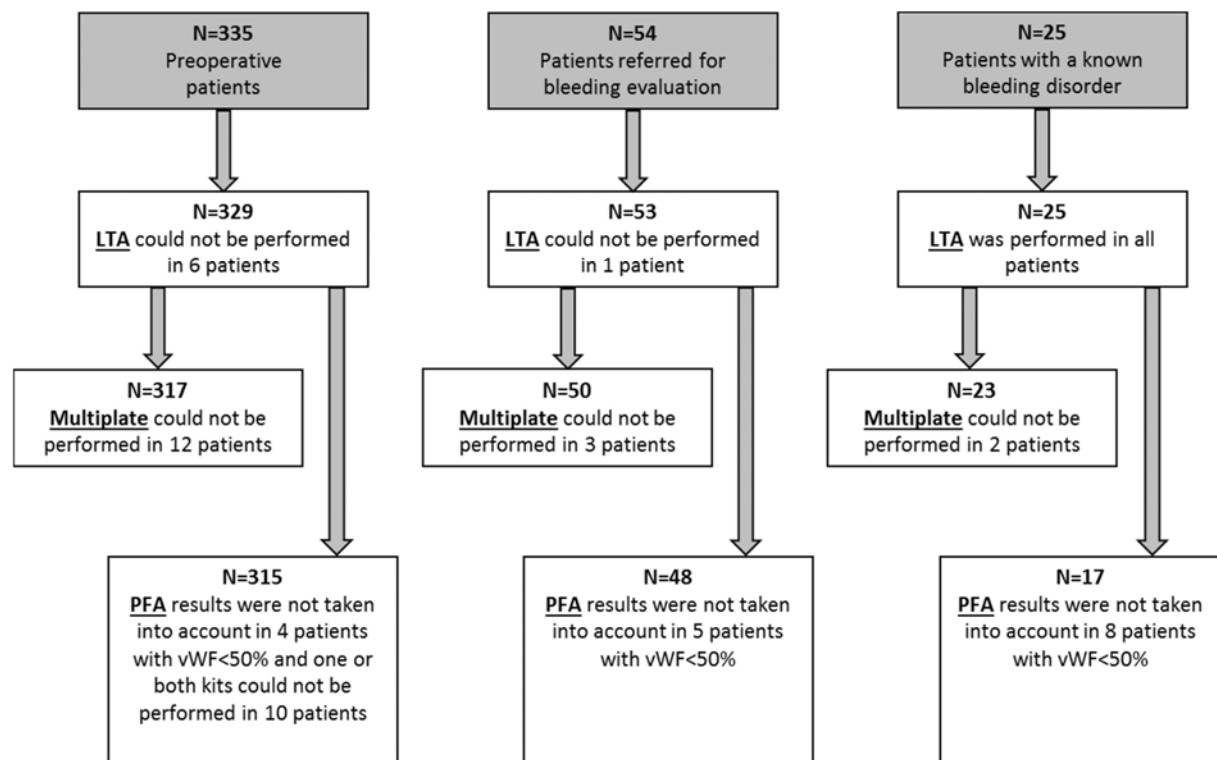 N=335
Preoperative
patients
N=54
Patients referred for
bleeding evaluation
N=25
Patients with a known
bleeding disorder
N=329
LTA could not be performed
in 6 patients
N=53
LTA could not be performed
in 1 patient
N=25
LTA was performed in all
patients
N=317
Multiplate could not be
performed in 12 patients
N=50
Multiplate could not be
performed in 3 patients
N=23
Multiplate could not be
performed in 2 patients
N=315
PFA results were not taken
into account in 4 patients
with vWF<50% and one or
both kits could not be
performed in 10 patients
N=48
PFA results were not taken
into account in 5 patients
with vWF<50%
N=17
PFA results were not taken
into account in 8 patients
with vWF<50%